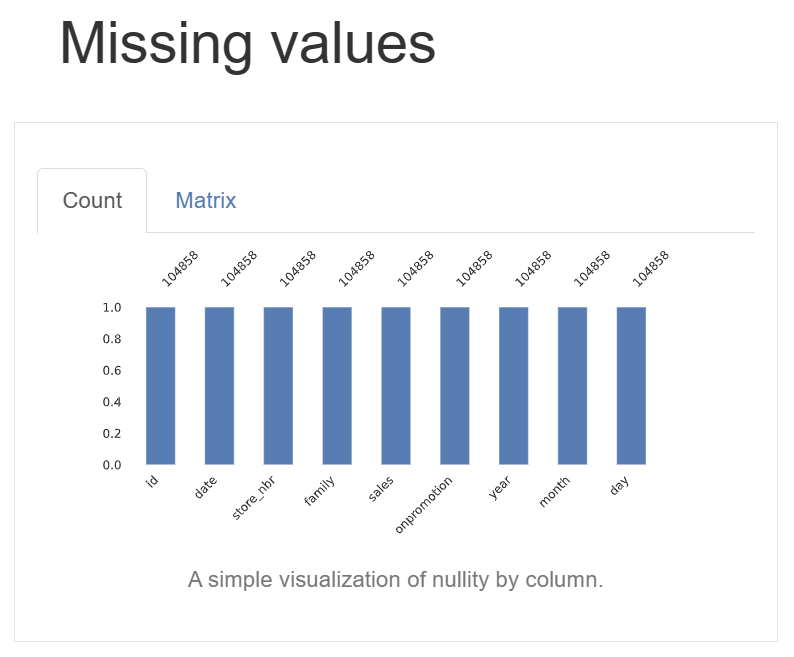 Missing values
Count Matrix
104858 104858 104858 104858 104858 104858 104858 104858 104858
1.0
0.8
0.6
0.4
0.2
0.0
id date store_nbr family sales onpromotion year month day
A simple visualization of nullity by column.